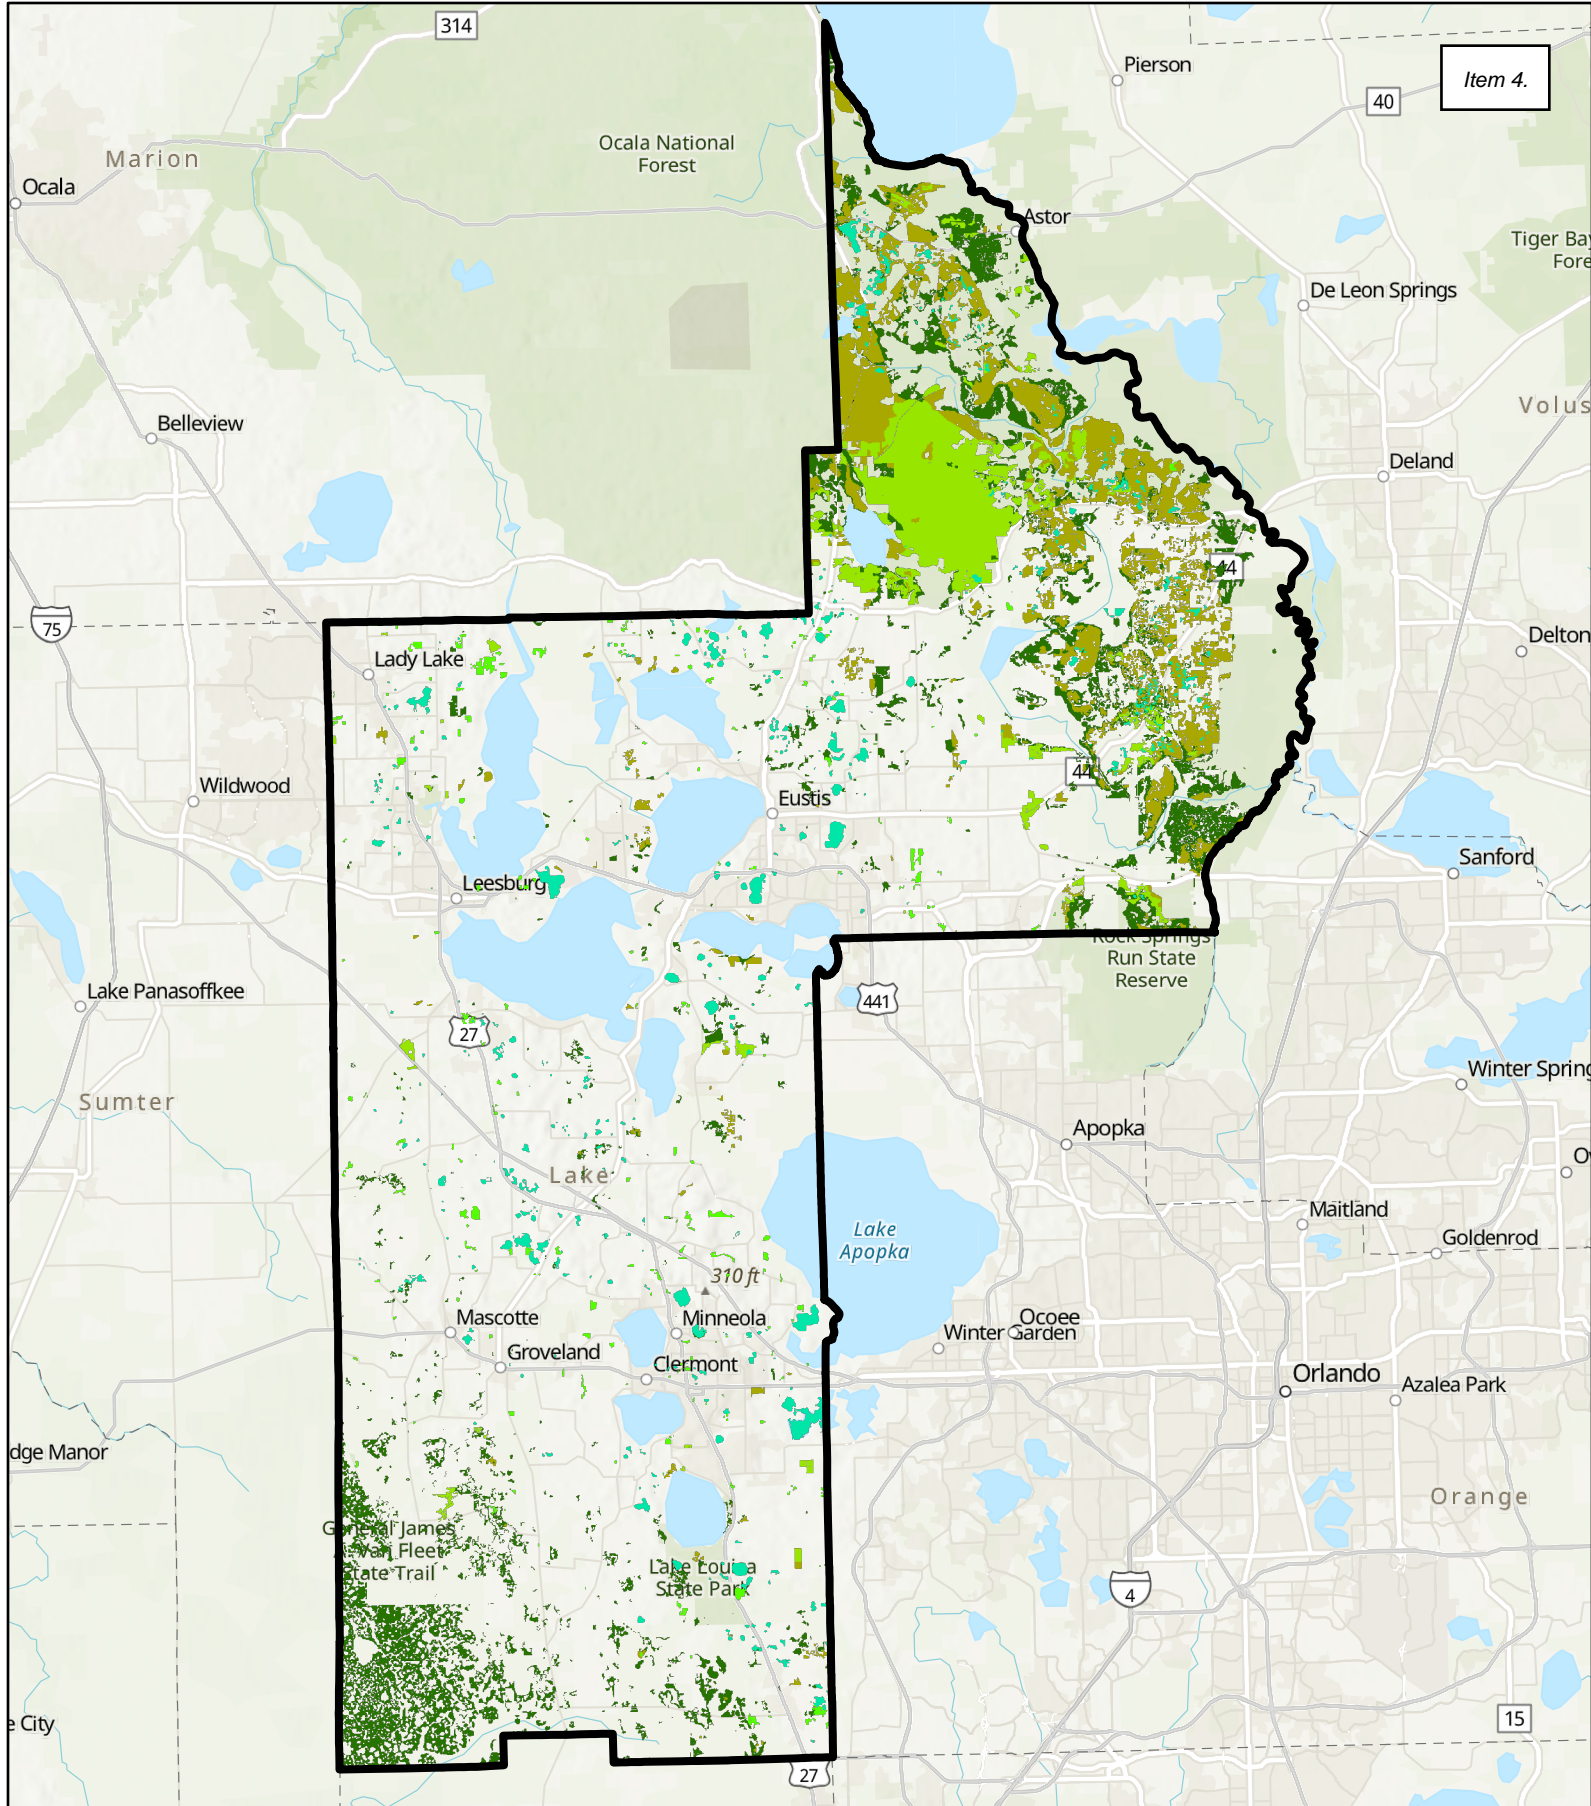 314
Item 4.
Pierson
40
Ocala National
Forest
Marion
Ocala
Astor
Tiger Bay
Fore
De Leon Springs
Belleview
Volus
Deland
44
75
Delton
Lady Lake
44
Wildwood
Eustis
Sanford
Leesburg
Rock Springs
Run State
Reserve
Lake Panasoffkee
441
27
Winter Spring
Sumter
Apopka
Lake
Maitland
Lake
Apopka
Goldenrod
310 ft
Mascotte
Minneola
Ocoee
Winter Garden
Groveland
Clermont
Orlando
Azalea Park
dge Manor
Orange
General James
A. Van Fleet
State Trail
Lake Louisa
State Park
4
e City
15
27